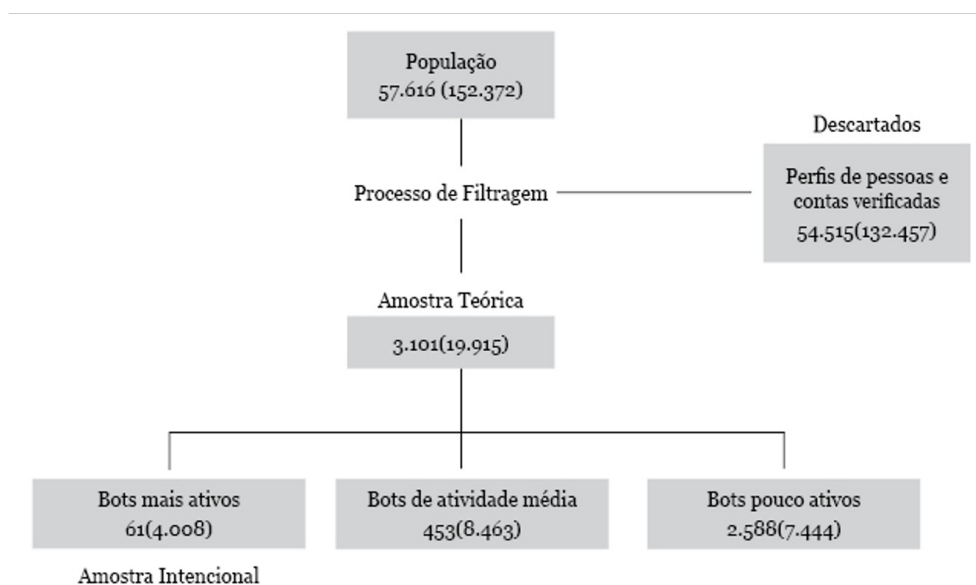 População
57.616 (152.372)
Descartados
Perfis de pessoas e
contas verificadas
54.515(132.457)
Processo de Filtragem
Amostra Teórica
3.101(19.915)
Bots mais ativos
61(4.008)
Bots de atividade média
453(8.463)
Bots pouco ativos
2.588(7.444)
Amostra Intencional